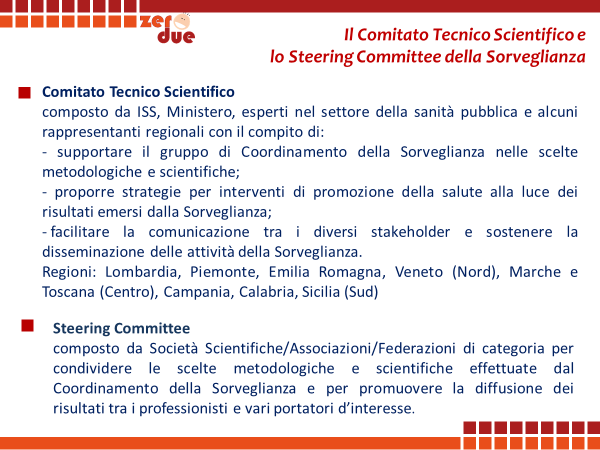 zero
due
Il Comitato Tecnico Scientifico e
lo Steering Committee della Sorveglianza
Comitato Tecnico Scientifico
composto da ISS, Ministero, esperti nel settore della sanità pubblica e alcuni
rappresentanti regionali con il compito di:
- supportare il gruppo di Coordinamento della Sorveglianza nelle scelte
metodologiche e scientifiche;
- proporre strategie per interventi di promozione della salute alla luce dei
risultati emersi dalla Sorveglianza;
- facilitare la comunicazione tra i diversi stakeholder e sostenere la
disseminazione delle attività della Sorveglianza.
Regioni: Lombardia, Piemonte, Emilia Romagna, Veneto (Nord), Marche e
Toscana (Centro), Campania, Calabria, Sicilia (Sud)
Steering Committee
composto da Società Scientifiche/Associazioni/Federazioni di categoria per
condividere le scelte metodologiche e scientifiche effettuate dal
Coordinamento della Sorveglianza e per promuovere la diffusione dei
risultati tra i professionisti e vari portatori d’interesse.